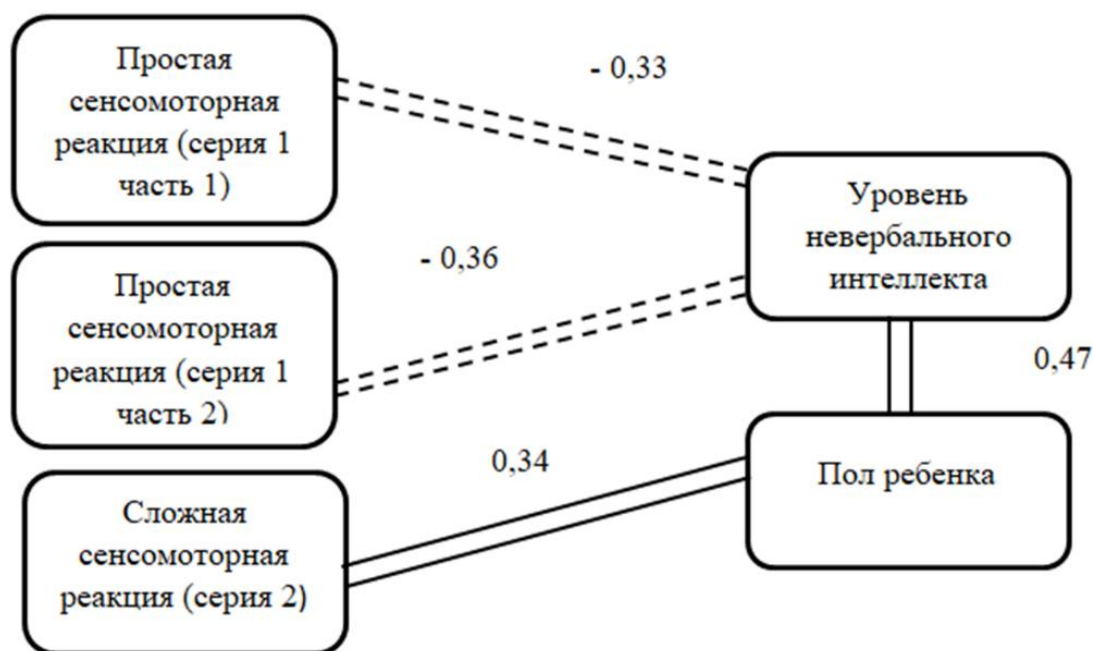 Простая
сенсомоторная
реакция (серия 1
часть 1)
- 0,33
Уровень
невербального
интеллекта
Простая
сенсомоторная
реакция (серия 1
часть 2)
- 0,36
0,47
Сложная
сенсомоторная
реакция (серия 2)
0,34
Пол ребенка